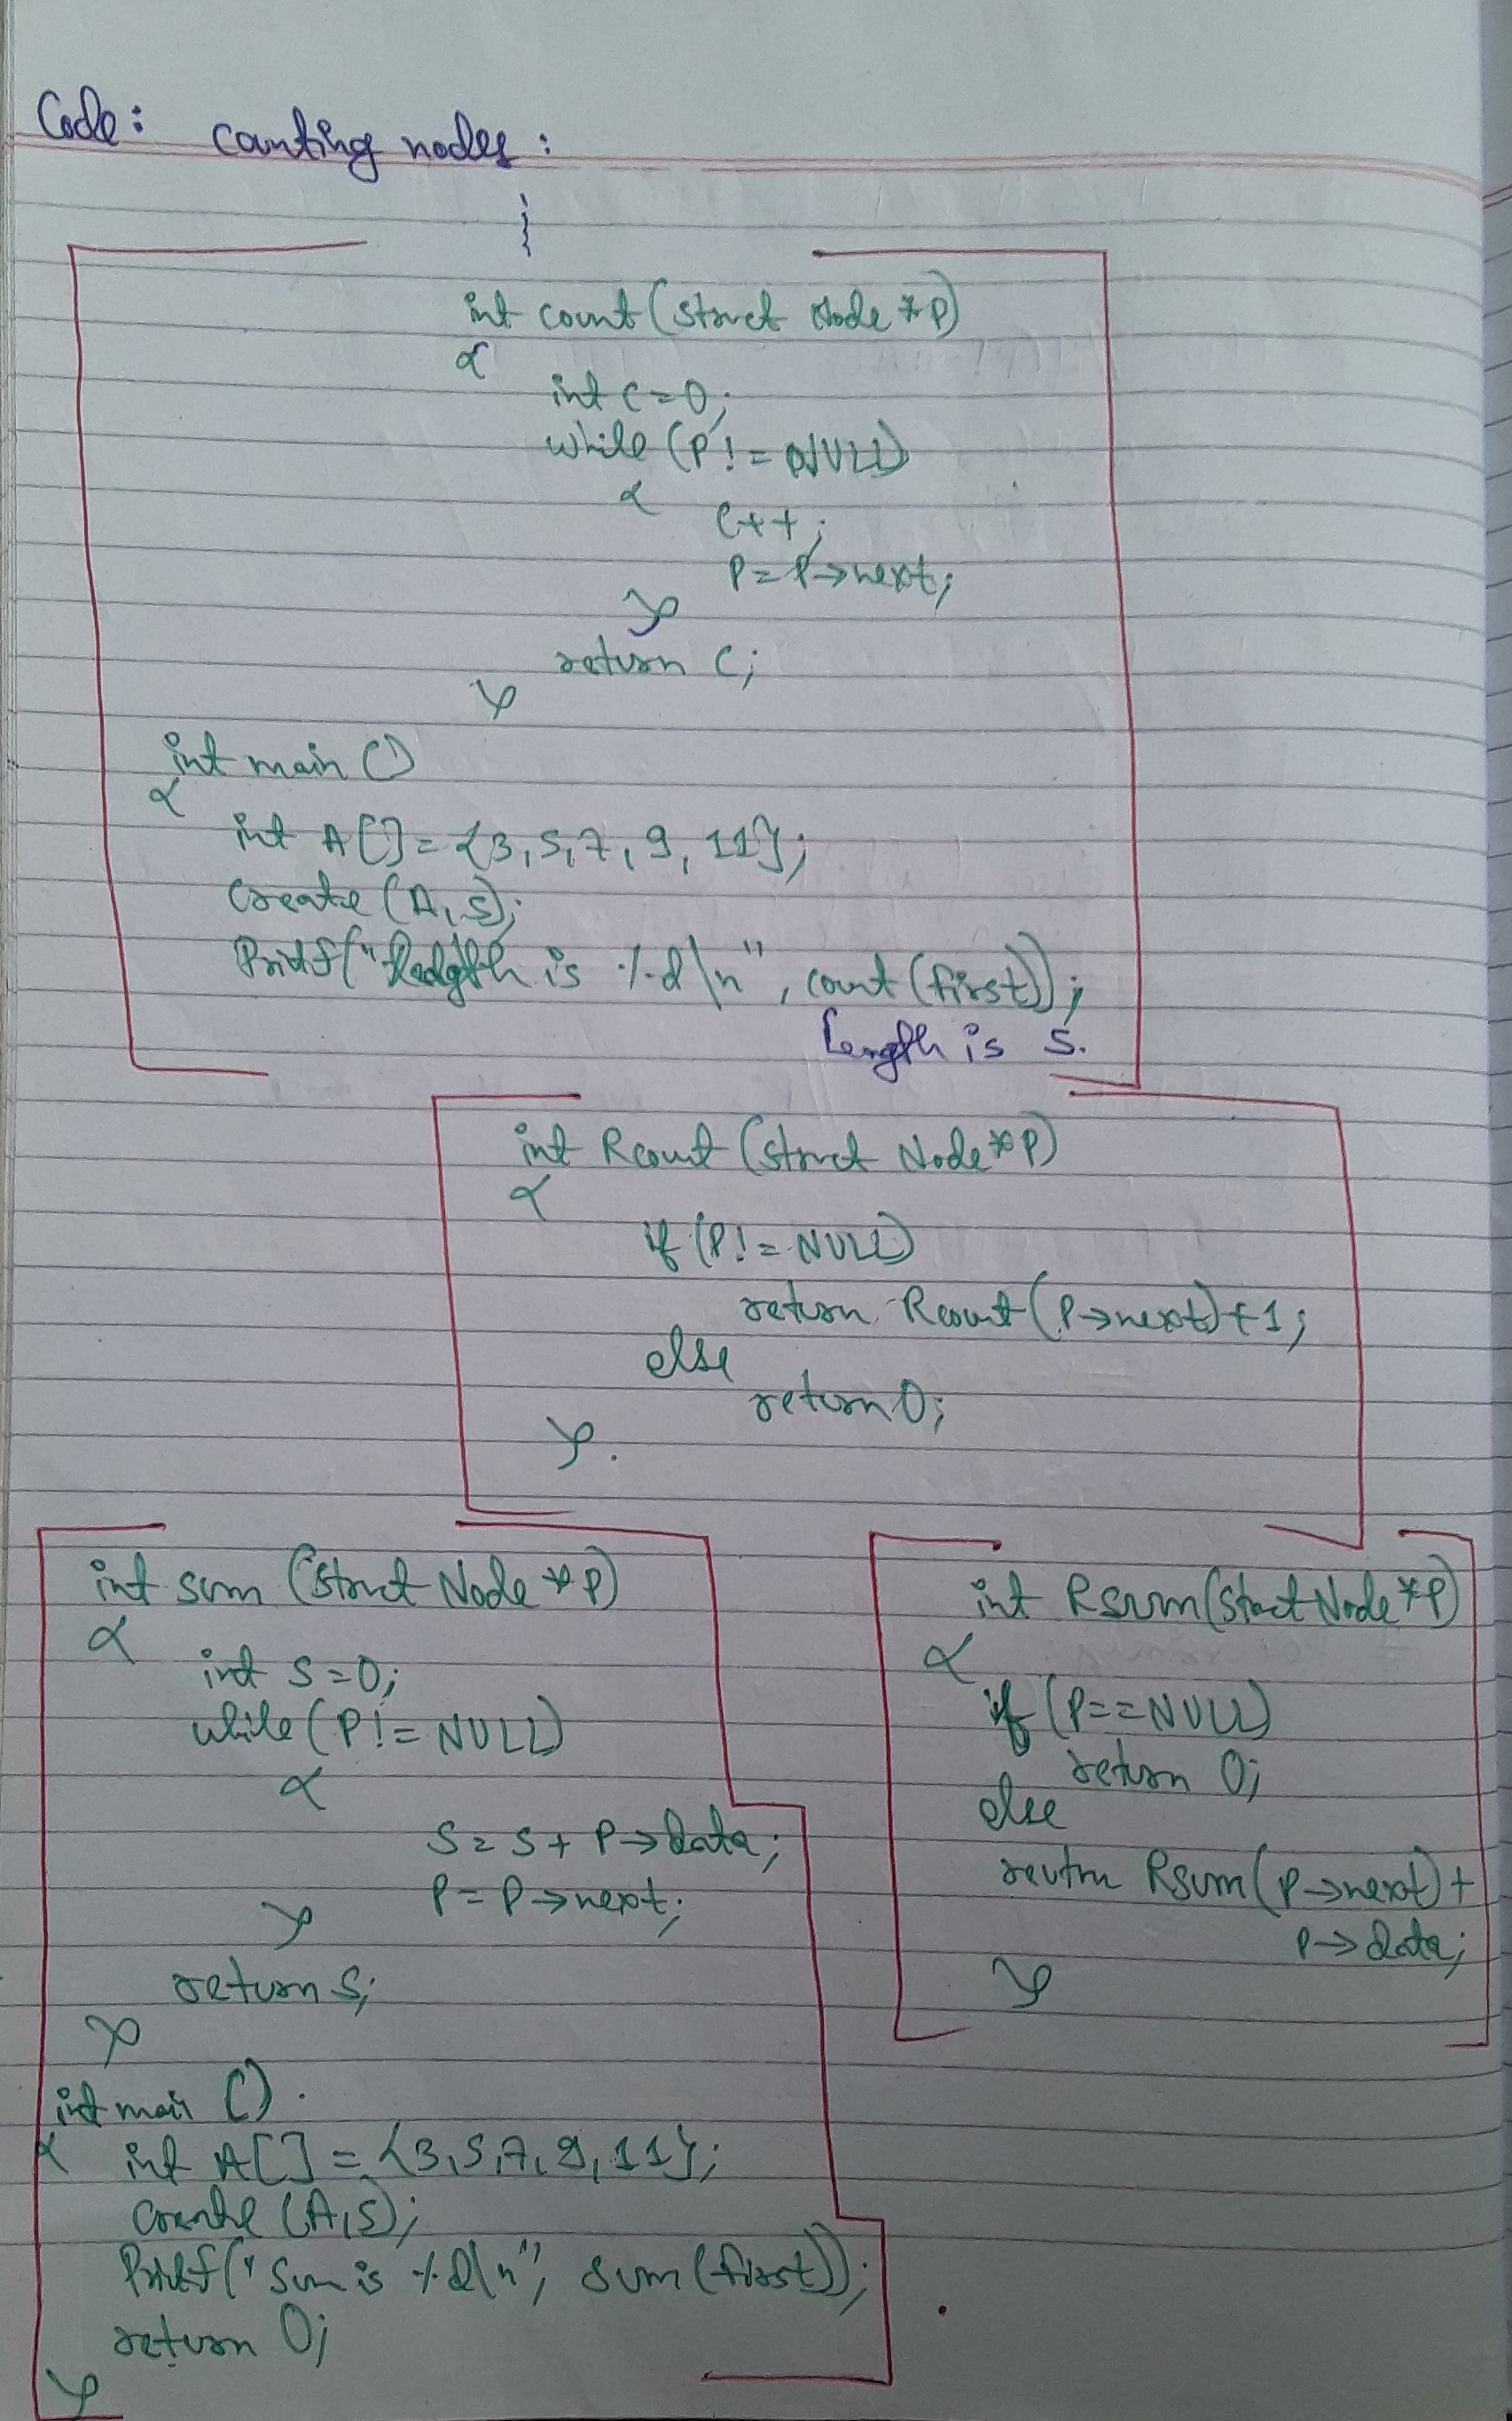 Code: Counting nodes:
int count (struct Node *p)
{
int c=0;
while (P != NULL)
{
c++;
P=P→next;
}
return c;
}
int main ()
{
int A[] = {3,5,7,9,11};
Create (A,5);
Printf("Length is %d\n", count (first));
Length is 5.
int Rcount (struct Node *P)
{
if (P != NULL)
return Rcount (P→next)+1;
else
return 0;
}.
int sum (struct Node *P)
{
int S=0;
while (P != NULL)
{
S = S + P→data;
P = P→next;
}
return S;
}
int main ()
{ int A[] = {3,5,7,9,11};
Create (A,5);
Printf("Sum is %d\n", sum (first));
return 0;
}
int Rsum(struct Node *P)
{
if (P==NULL)
return 0;
else
reutrn Rsum(P→next)+
P→data;
}